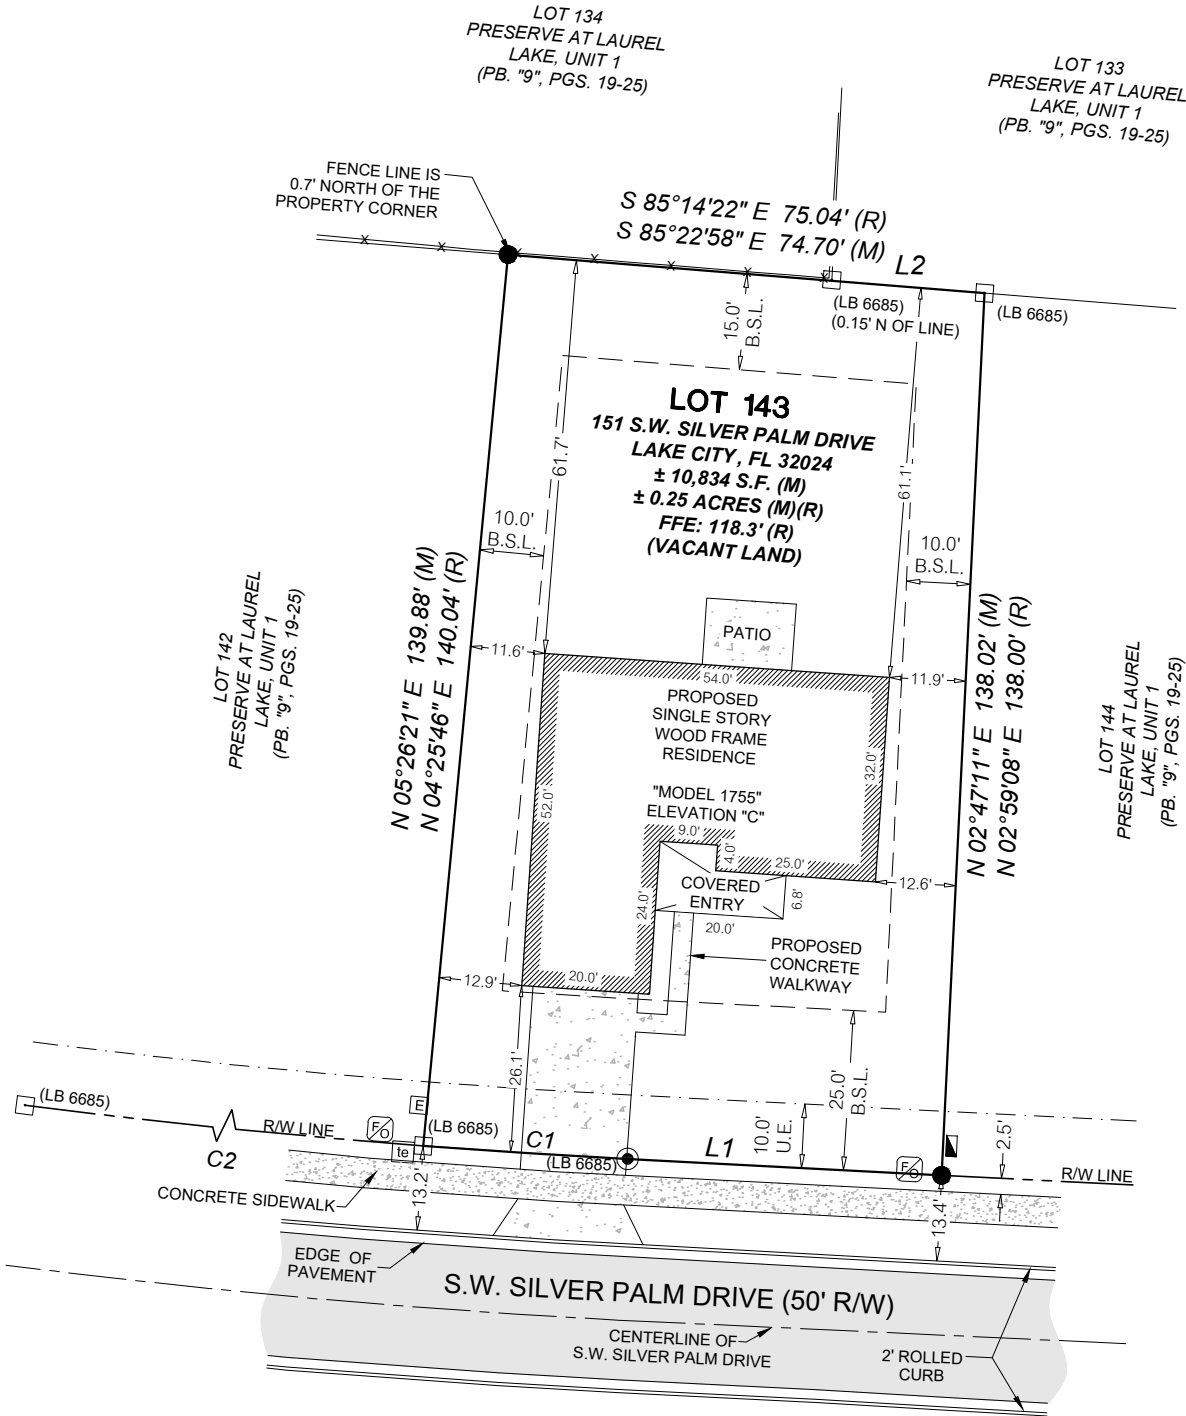 LOT 134
PRESERVE AT LAUREL
LAKE, UNIT 1
(PB. "9", PGS. 19-25)
LOT 133
PRESERVE AT LAUREL
LAKE, UNIT 1
(PB. "9", PGS. 19-25)
FENCE LINE IS
0.7' NORTH OF THE
PROPERTY CORNER
S 85°14'22" E 75.04' (R)
S 85°22'58" E 74.70' (M)
L2
(LB 6685)
(0.15' N OF LINE)
(LB 6685)
15.0'
B.S.L.
LOT 143
151 S.W. SILVER PALM DRIVE
LAKE CITY, FL 32024
± 10,834 S.F. (M)
± 0.25 ACRES (M)(R)
FFE: 118.3' (R)
(VACANT LAND)
61.7'
61.1'
10.0'
B.S.L.
10.0'
B.S.L.
N 05°26'21" E 139.88' (M)
N 04°25'46" E 140.04' (R)
N 02°47'11" E 138.02' (M)
N 02°59'08" E 138.00' (R)
LOT 142
PRESERVE AT LAUREL
LAKE, UNIT 1
(PB. "9", PGS. 19-25)
LOT 144
PRESERVE AT LAUREL
LAKE, UNIT 1
(PB. "9", PGS. 19-25)
PATIO
11.6'
54.0'
11.9'
PROPOSED
SINGLE STORY
WOOD FRAME
RESIDENCE
"MODEL 1755"
ELEVATION "C"
52.0'
32.0'
9.0'
4.0'
25.0'
12.6'
COVERED
ENTRY
6.8'
24.0'
20.0'
20.0'
PROPOSED
CONCRETE
WALKWAY
12.9'
26.1'
25.0'
B.S.L.
10.0'
U.E.
2.5'
(LB 6685)
E
R/W LINE
F/O
(LB 6685)
te
C2
C1
(LB 6685)
L1
F/O
R/W LINE
CONCRETE SIDEWALK
13.2'
13.4'
EDGE OF
PAVEMENT
S.W. SILVER PALM DRIVE (50' R/W)
CENTERLINE OF
S.W. SILVER PALM DRIVE
2' ROLLED
CURB